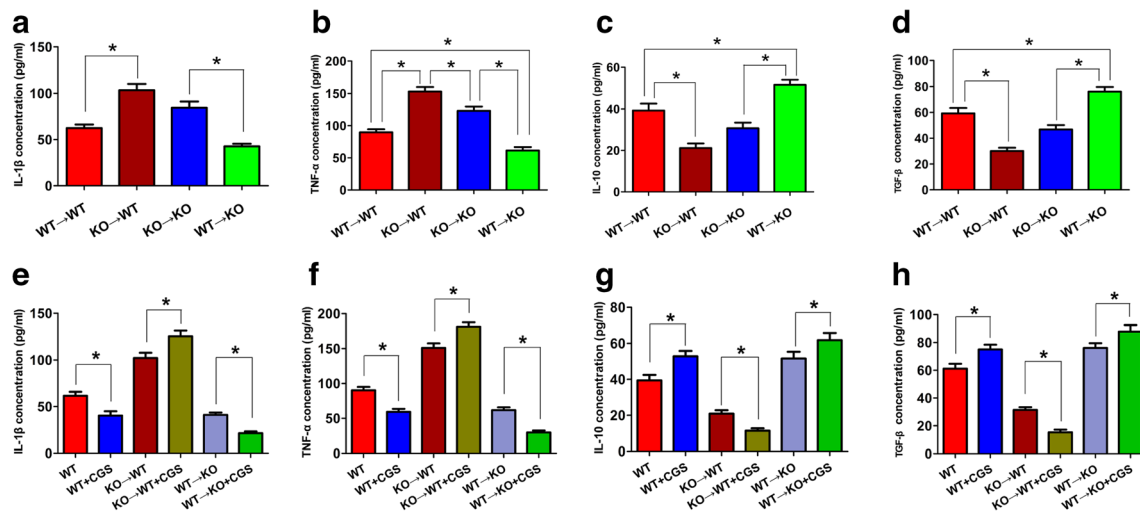 a
IL-1β concentration (pg/ml)
150
100
50
0
*
*
WT→WT
KO→WT
KO→KO
WT→KO
b
TNF-α concentration (pg/ml)
200
150
100
50
0
*
*
*
*
WT→WT
KO→WT
KO→KO
WT→KO
c
IL-10 concentration (pg/ml)
60
40
20
0
*
*
*
WT→WT
KO→WT
KO→KO
WT→KO
d
TGF-β concentration (pg/ml)
100
80
60
40
20
0
*
*
*
WT→WT
KO→WT
KO→KO
WT→KO
e
IL-1β concentration (pg/ml)
150
100
50
0
*
*
*
WT
WT+CGS
KO→WT
KO→WT+CGS
WT→KO
WT→KO+CGS
f
TNF-α concentration (pg/ml)
200
150
100
50
0
*
*
*
WT
WT+CGS
KO→WT
KO→WT+CGS
WT→KO
WT→KO+CGS
g
IL-10 concentration (pg/ml)
80
60
40
20
0
*
*
*
WT
WT+CGS
KO→WT
KO→WT+CGS
WT→KO
WT→KO+CGS
h
TGF-β concentration (pg/ml)
100
80
60
40
20
0
*
*
*
WT
WT+CGS
KO→WT
KO→WT+CGS
WT→KO
WT→KO+CGS